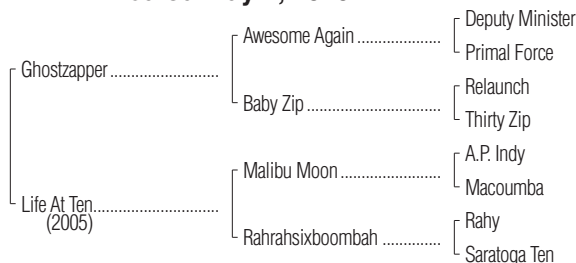 Deputy Minister
Awesome Again
Primal Force
Ghostzapper
Relaunch
Baby Zip
Thirty Zip
A.P. Indy
Malibu Moon
Macoumba
Life At Ten
(2005)
Rahy
Rahrahsixboombah
Saratoga Ten